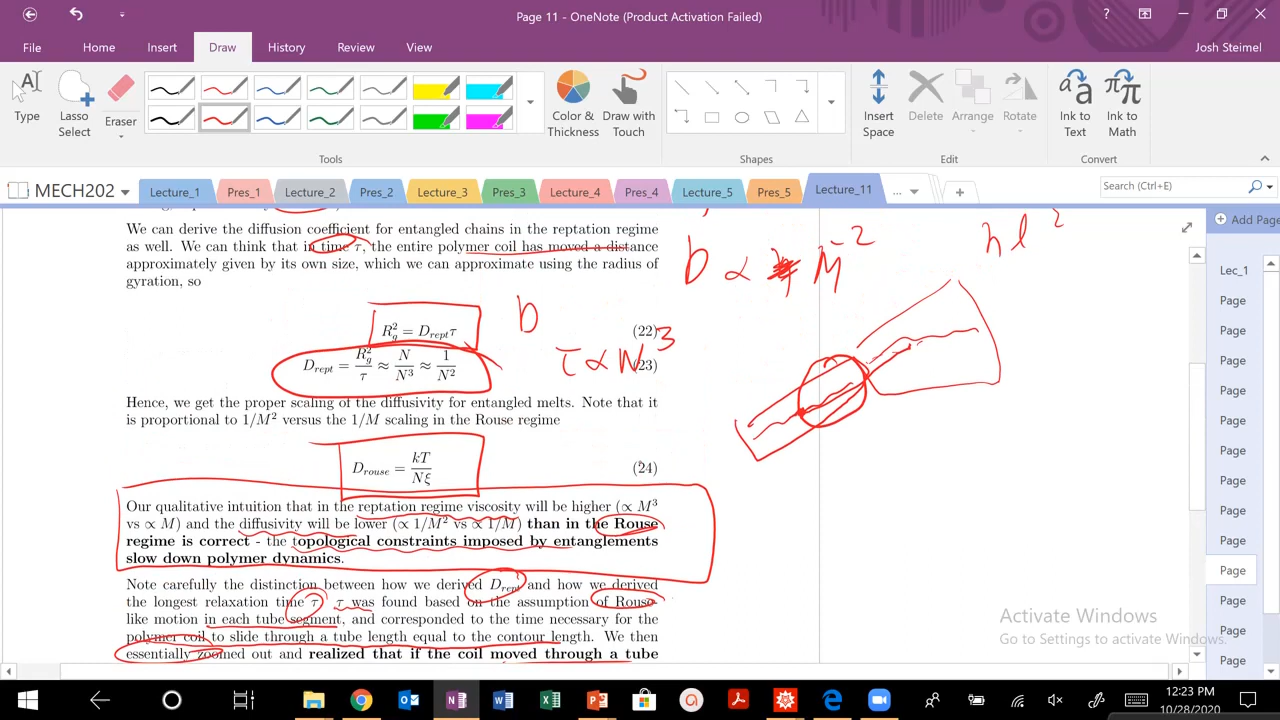 Page 11 - OneNote (Product Activation Failed)
?
File Home Insert Draw History Review View Josh Steimel
Type Lasso Select Eraser Color & Thickness Draw with Touch Insert Space Delete Arrange Rotate Ink to Text Ink to Math
Tools Shapes Edit Convert
MECH202 Lecture_1 Pres_1 Lecture_2 Pres_2 Lecture_3 Pres_3 Lecture_4 Pres_4 Lecture_5 Pres_5 Lecture_11 ... Search (Ctrl+E)
Add Page
Lec_1
Page
Page
Page
Page
Page
Page
Page
Page
Page
Page
Page
Page
Page
We can derive the diffusion coefficient for entangled chains in the reptation regime
as well. We can think that in time τ, the entire polymer coil has moved a distance
approximately given by its own size, which we can approximate using the radius of
gyration, so
R_g^2 = D_rept τ (22)
D_rept = R_g^2/τ ≈ N/N^3 ≈ 1/N^2 (23)
Hence, we get the proper scaling of the diffusivity for entangled melts. Note that it
is proportional to 1/M^2 versus the 1/M scaling in the Rouse regime
D_rouse = kT/Nξ (24)
Our qualitative intuition that in the reptation regime viscosity will be higher (∝ M^3
vs ∝ M) and the diffusivity will be lower (∝ 1/M^2 vs ∝ 1/M) than in the Rouse
regime is correct - the topological constraints imposed by entanglements
slow down polymer dynamics.
Note carefully the distinction between how we derived D_rept and how we derived
the longest relaxation time τ. τ was found based on the assumption of Rouse
like motion in each tube segment, and corresponded to the time necessary for the
polymer coil to slide through a tube length equal to the contour length. We then
essentially zoomed out and realized that if the coil moved through a tube
D
τ ∝ N^3
D ∝ M^-2
nl^2
Activate Windows
Go to Settings to activate Windows.
12:23 PM
10/28/2020